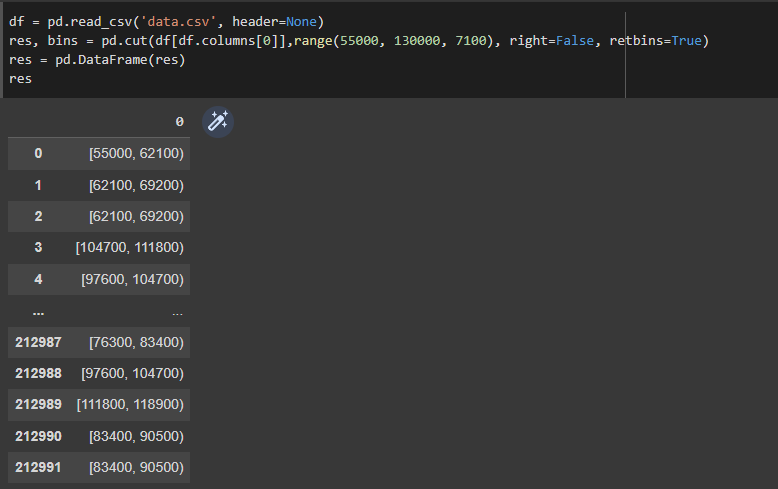 df = pd.read_csv('data.csv', header=None)
res, bins = pd.cut(df[df.columns[0]],range(55000, 130000, 7100), right=False, retbins=True)
res = pd.DataFrame(res)
res
0
0 [55000, 62100)
1 [62100, 69200)
2 [62100, 69200)
3 [104700, 111800)
4 [97600, 104700)
... ...
212987 [76300, 83400)
212988 [97600, 104700)
212989 [111800, 118900)
212990 [83400, 90500)
212991 [83400, 90500)